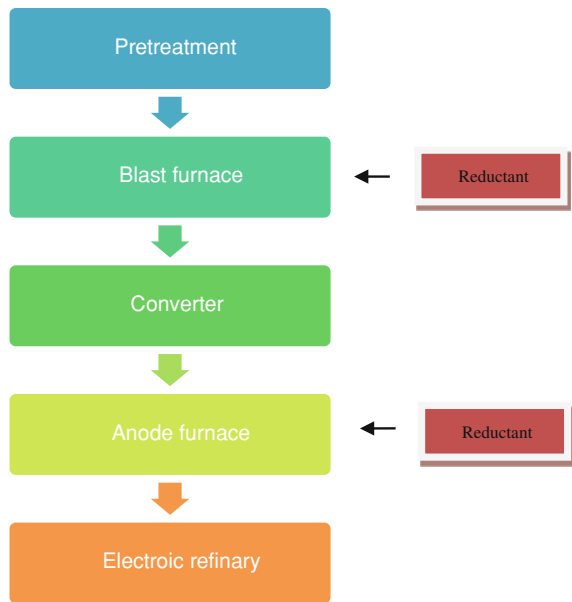 Pretreatment
Blast furnace
Reductant
Converter
Anode furnace
Reductant
Electroic refinary